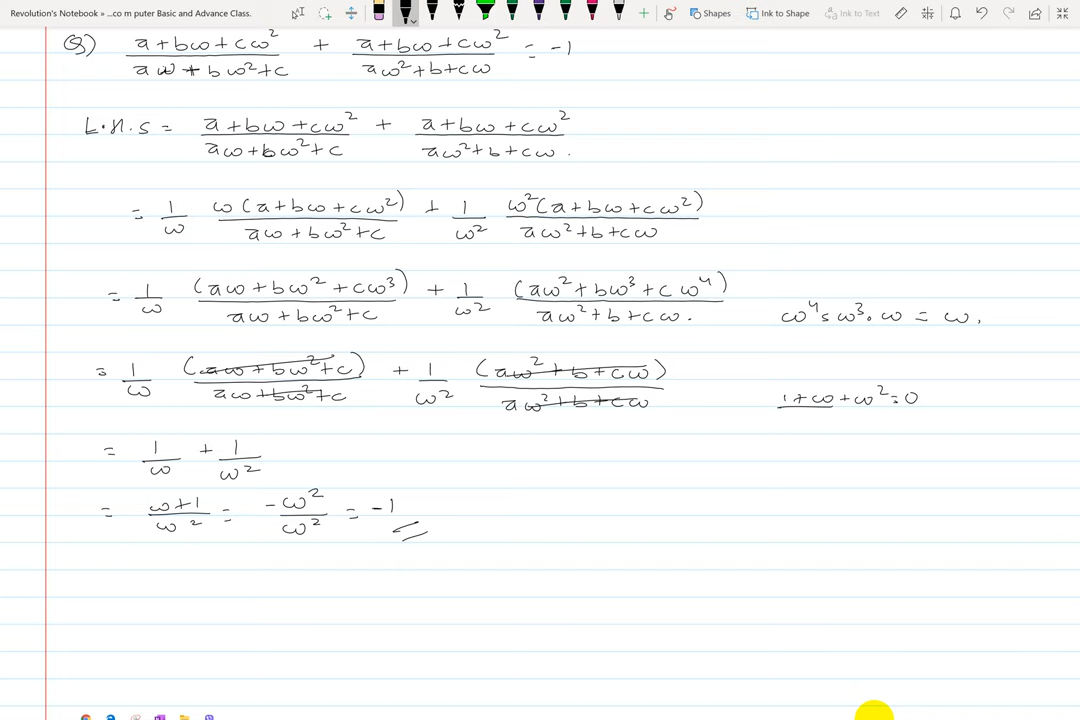 Revolution's Notebook » ...co m puter Basic and Advance Class.
Shapes
Ink to Shape
Ink to Text
Q) (a+bω+cω²)/(aω+bω²+c) + (a+bω+cω²)/(aω²+b+cω) = -1
L.H.S = (a+bω+cω²)/(aω+bω²+c) + (a+bω+cω²)/(aω²+b+cω).
= 1/ω ω(a+bω+cω²)/(aω+bω²+c) + 1/ω² ω²(a+bω+cω²)/(aω²+b+cω)
= 1/ω (aω+bω²+cω³)/(aω+bω²+c) + 1/ω² (aω²+bω³+cω⁴)/(aω²+b+cω). ω⁴=ω³.ω = ω,
= 1/ω (aω+bω²+c)/(aω+bω²+c) + 1/ω² (aω²+b+cω)/(aω²+b+cω) 1+ω+ω²=0
= 1/ω + 1/ω²
= (ω+1)/ω² = -ω²/ω² = -1